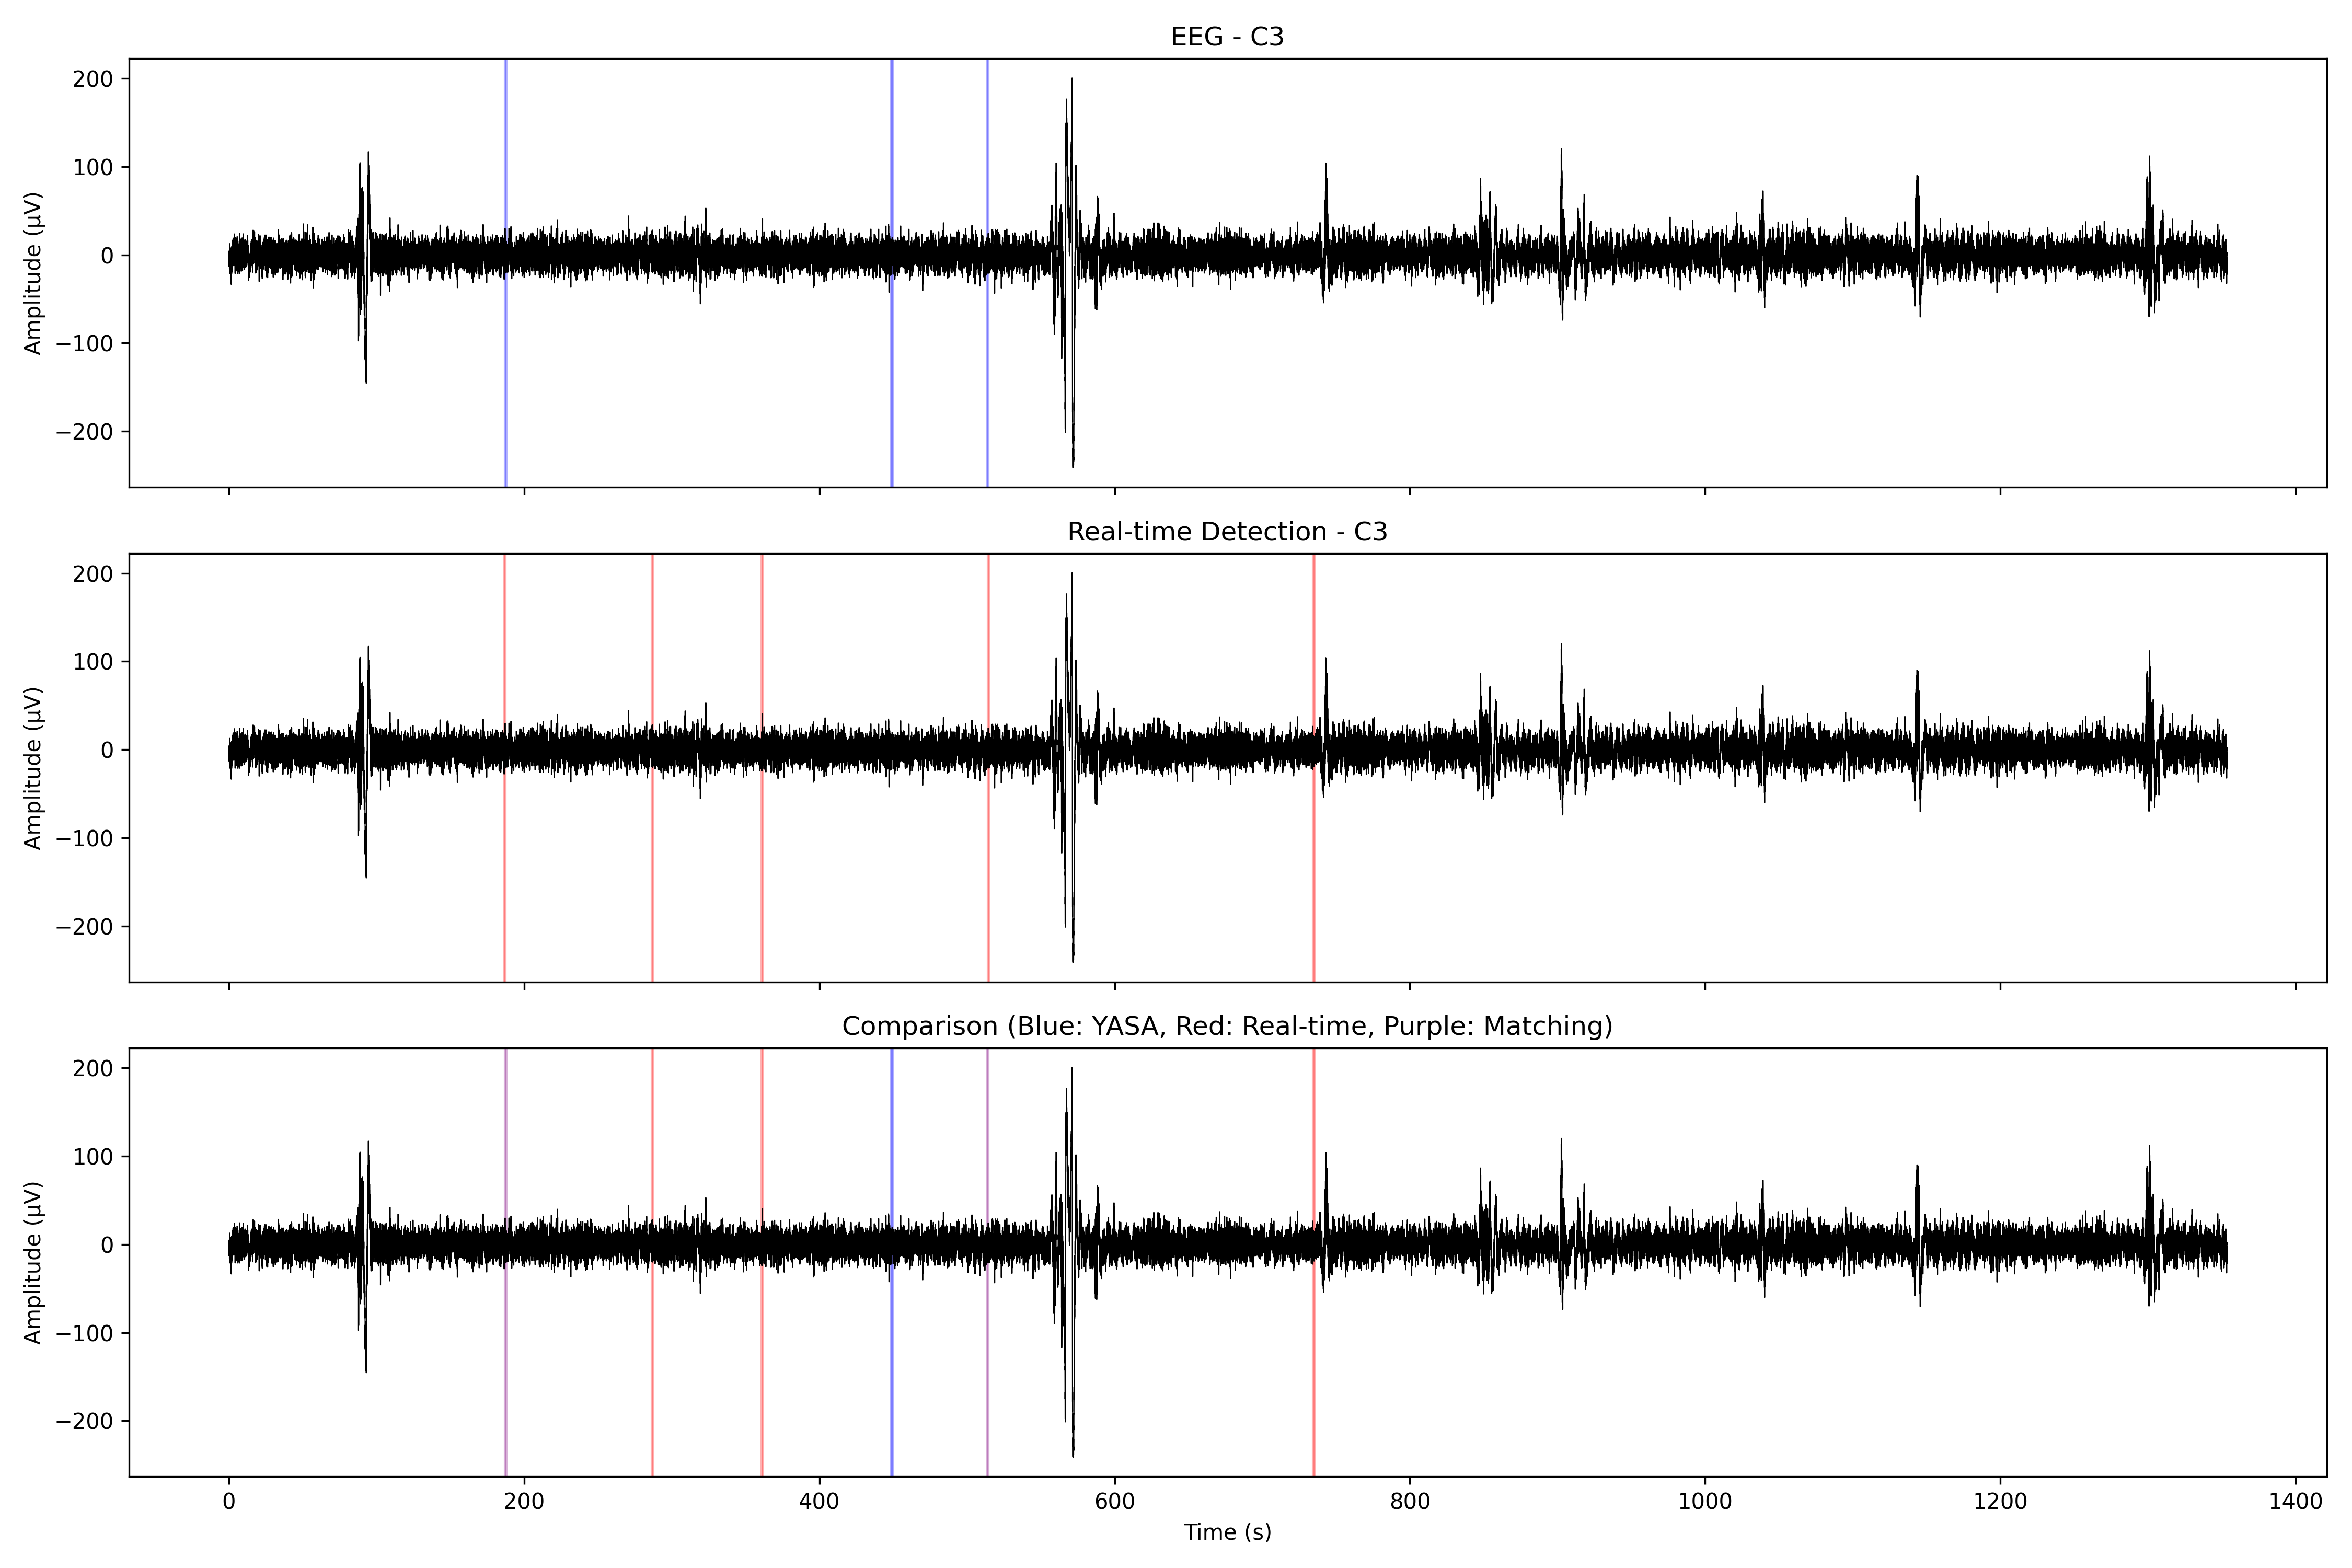 EEG - C3
200
100
0
−100
−200
Amplitude (µV)
Real-time Detection - C3
200
100
0
−100
−200
Amplitude (µV)
Comparison (Blue: YASA, Red: Real-time, Purple: Matching)
200
100
0
−100
−200
Amplitude (µV)
0 200 400 600 800 1000 1200 1400
Time (s)